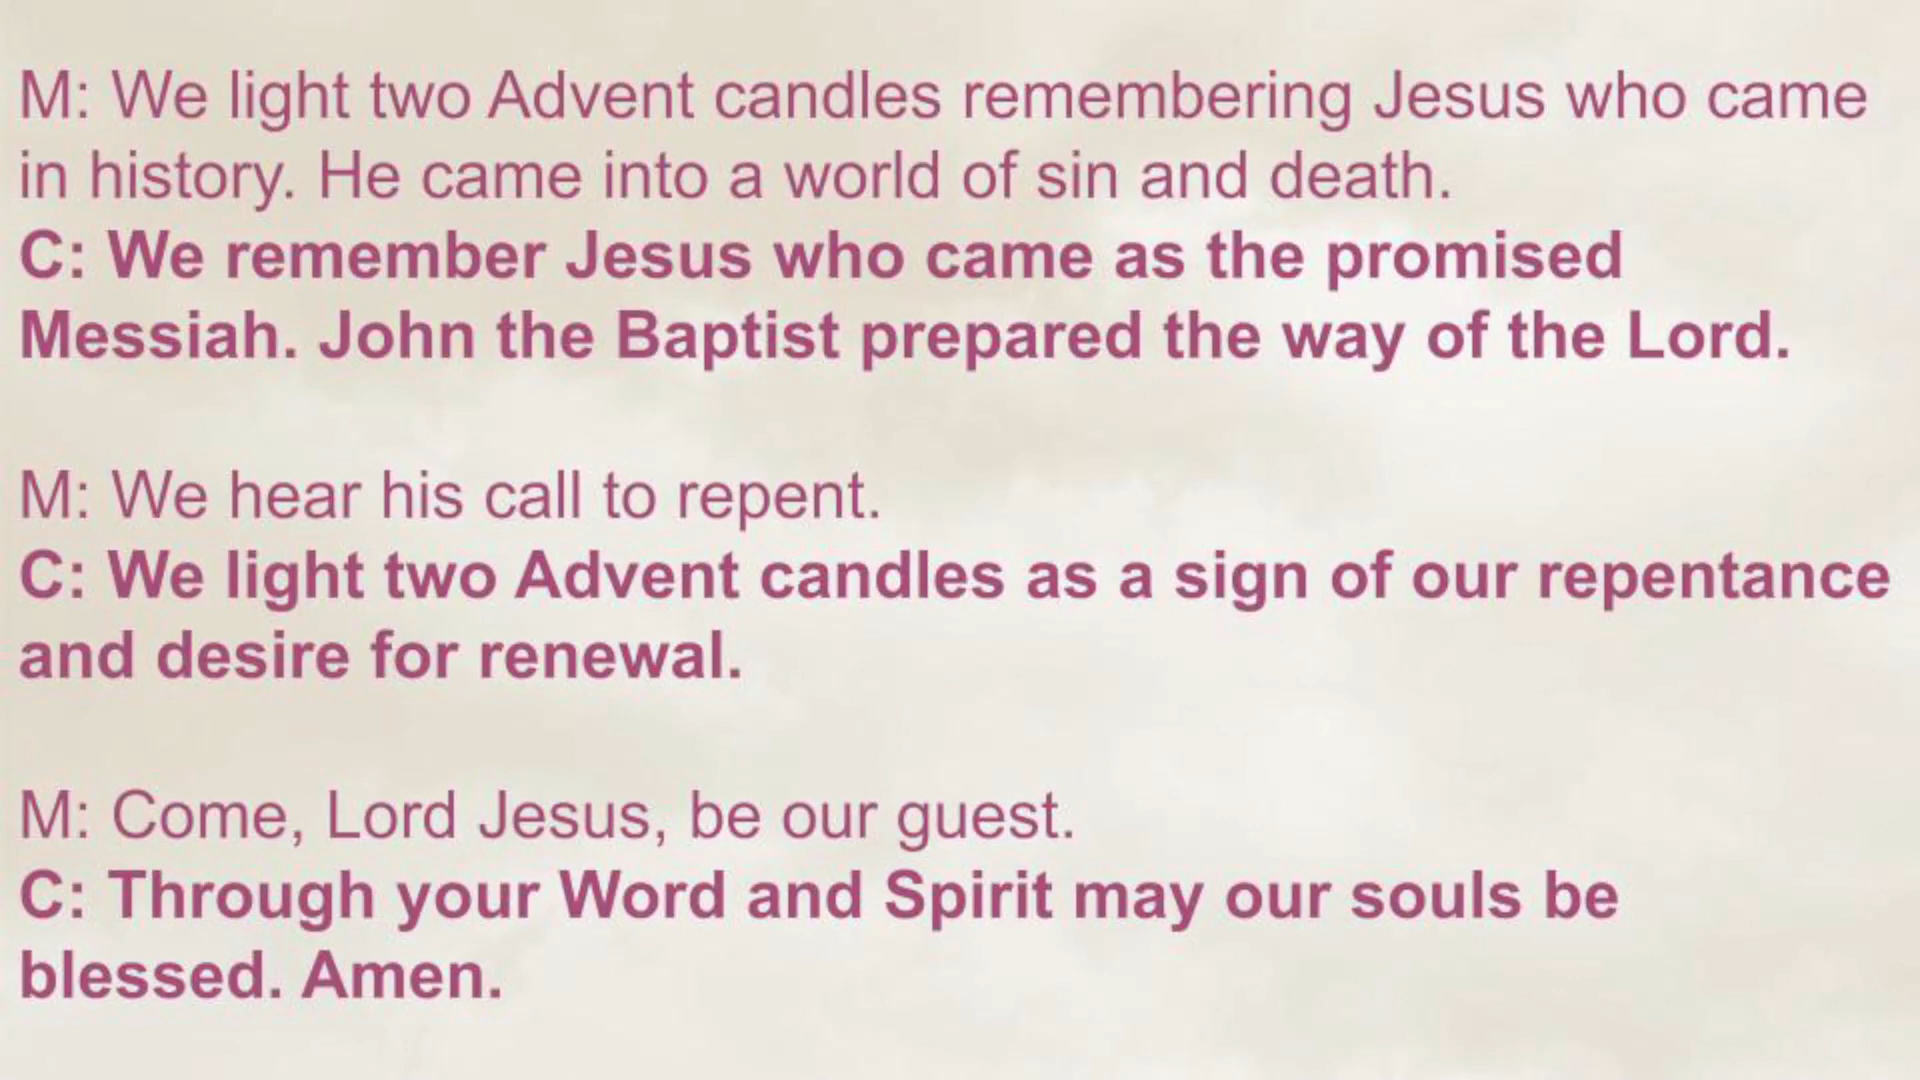 M: We light two Advent candles remembering Jesus who came
in history. He came into a world of sin and death.
C: We remember Jesus who came as the promised
Messiah. John the Baptist prepared the way of the Lord.
M: We hear his call to repent.
C: We light two Advent candles as a sign of our repentance
and desire for renewal.
M: Come, Lord Jesus, be our guest.
C: Through your Word and Spirit may our souls be
blessed. Amen.